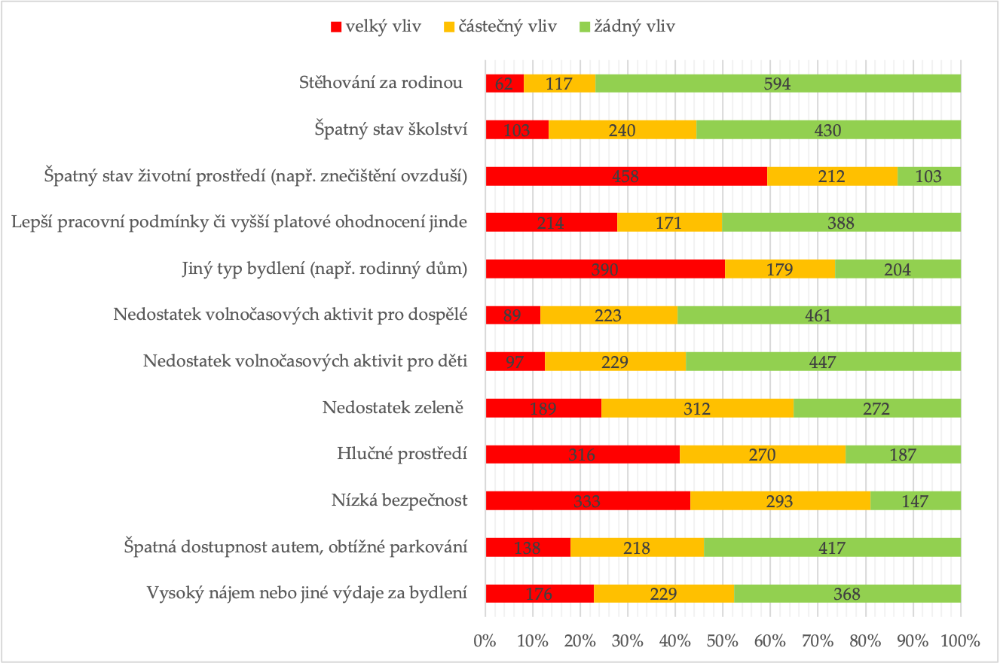 velký vliv částečný vliv žádný vliv
Stěhování za rodinou 62 117 594
Špatný stav školství 103 240 430
Špatný stav životní prostředí (např. znečištění ovzduší) 458 212 103
Lepší pracovní podmínky či vyšší platové ohodnocení jinde 214 171 388
Jiný typ bydlení (např. rodinný dům) 390 179 204
Nedostatek volnočasových aktivit pro dospělé 89 223 461
Nedostatek volnočasových aktivit pro děti 97 229 447
Nedostatek zeleně 189 312 272
Hlučné prostředí 316 270 187
Nízká bezpečnost 333 293 147
Špatná dostupnost autem, obtížné parkování 138 218 417
Vysoký nájem nebo jiné výdaje za bydlení 176 229 368
0% 10% 20% 30% 40% 50% 60% 70% 80% 90% 100%